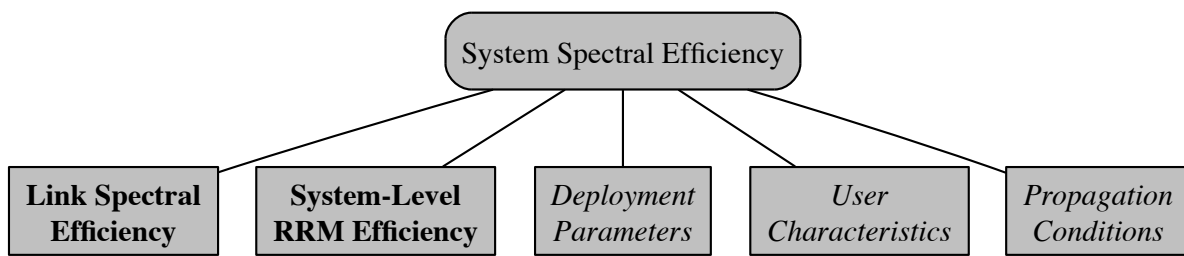 System Spectral Efficiency
Link Spectral
Efficiency
System-Level
RRM Efficiency
Deployment
Parameters
User
Characteristics
Propagation
Conditions